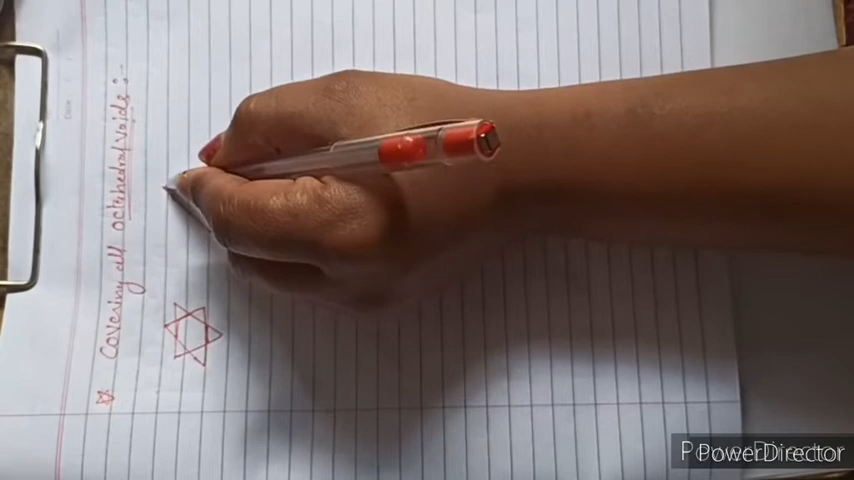 ☆ Covering all octahedral voids :-
PowerDirector